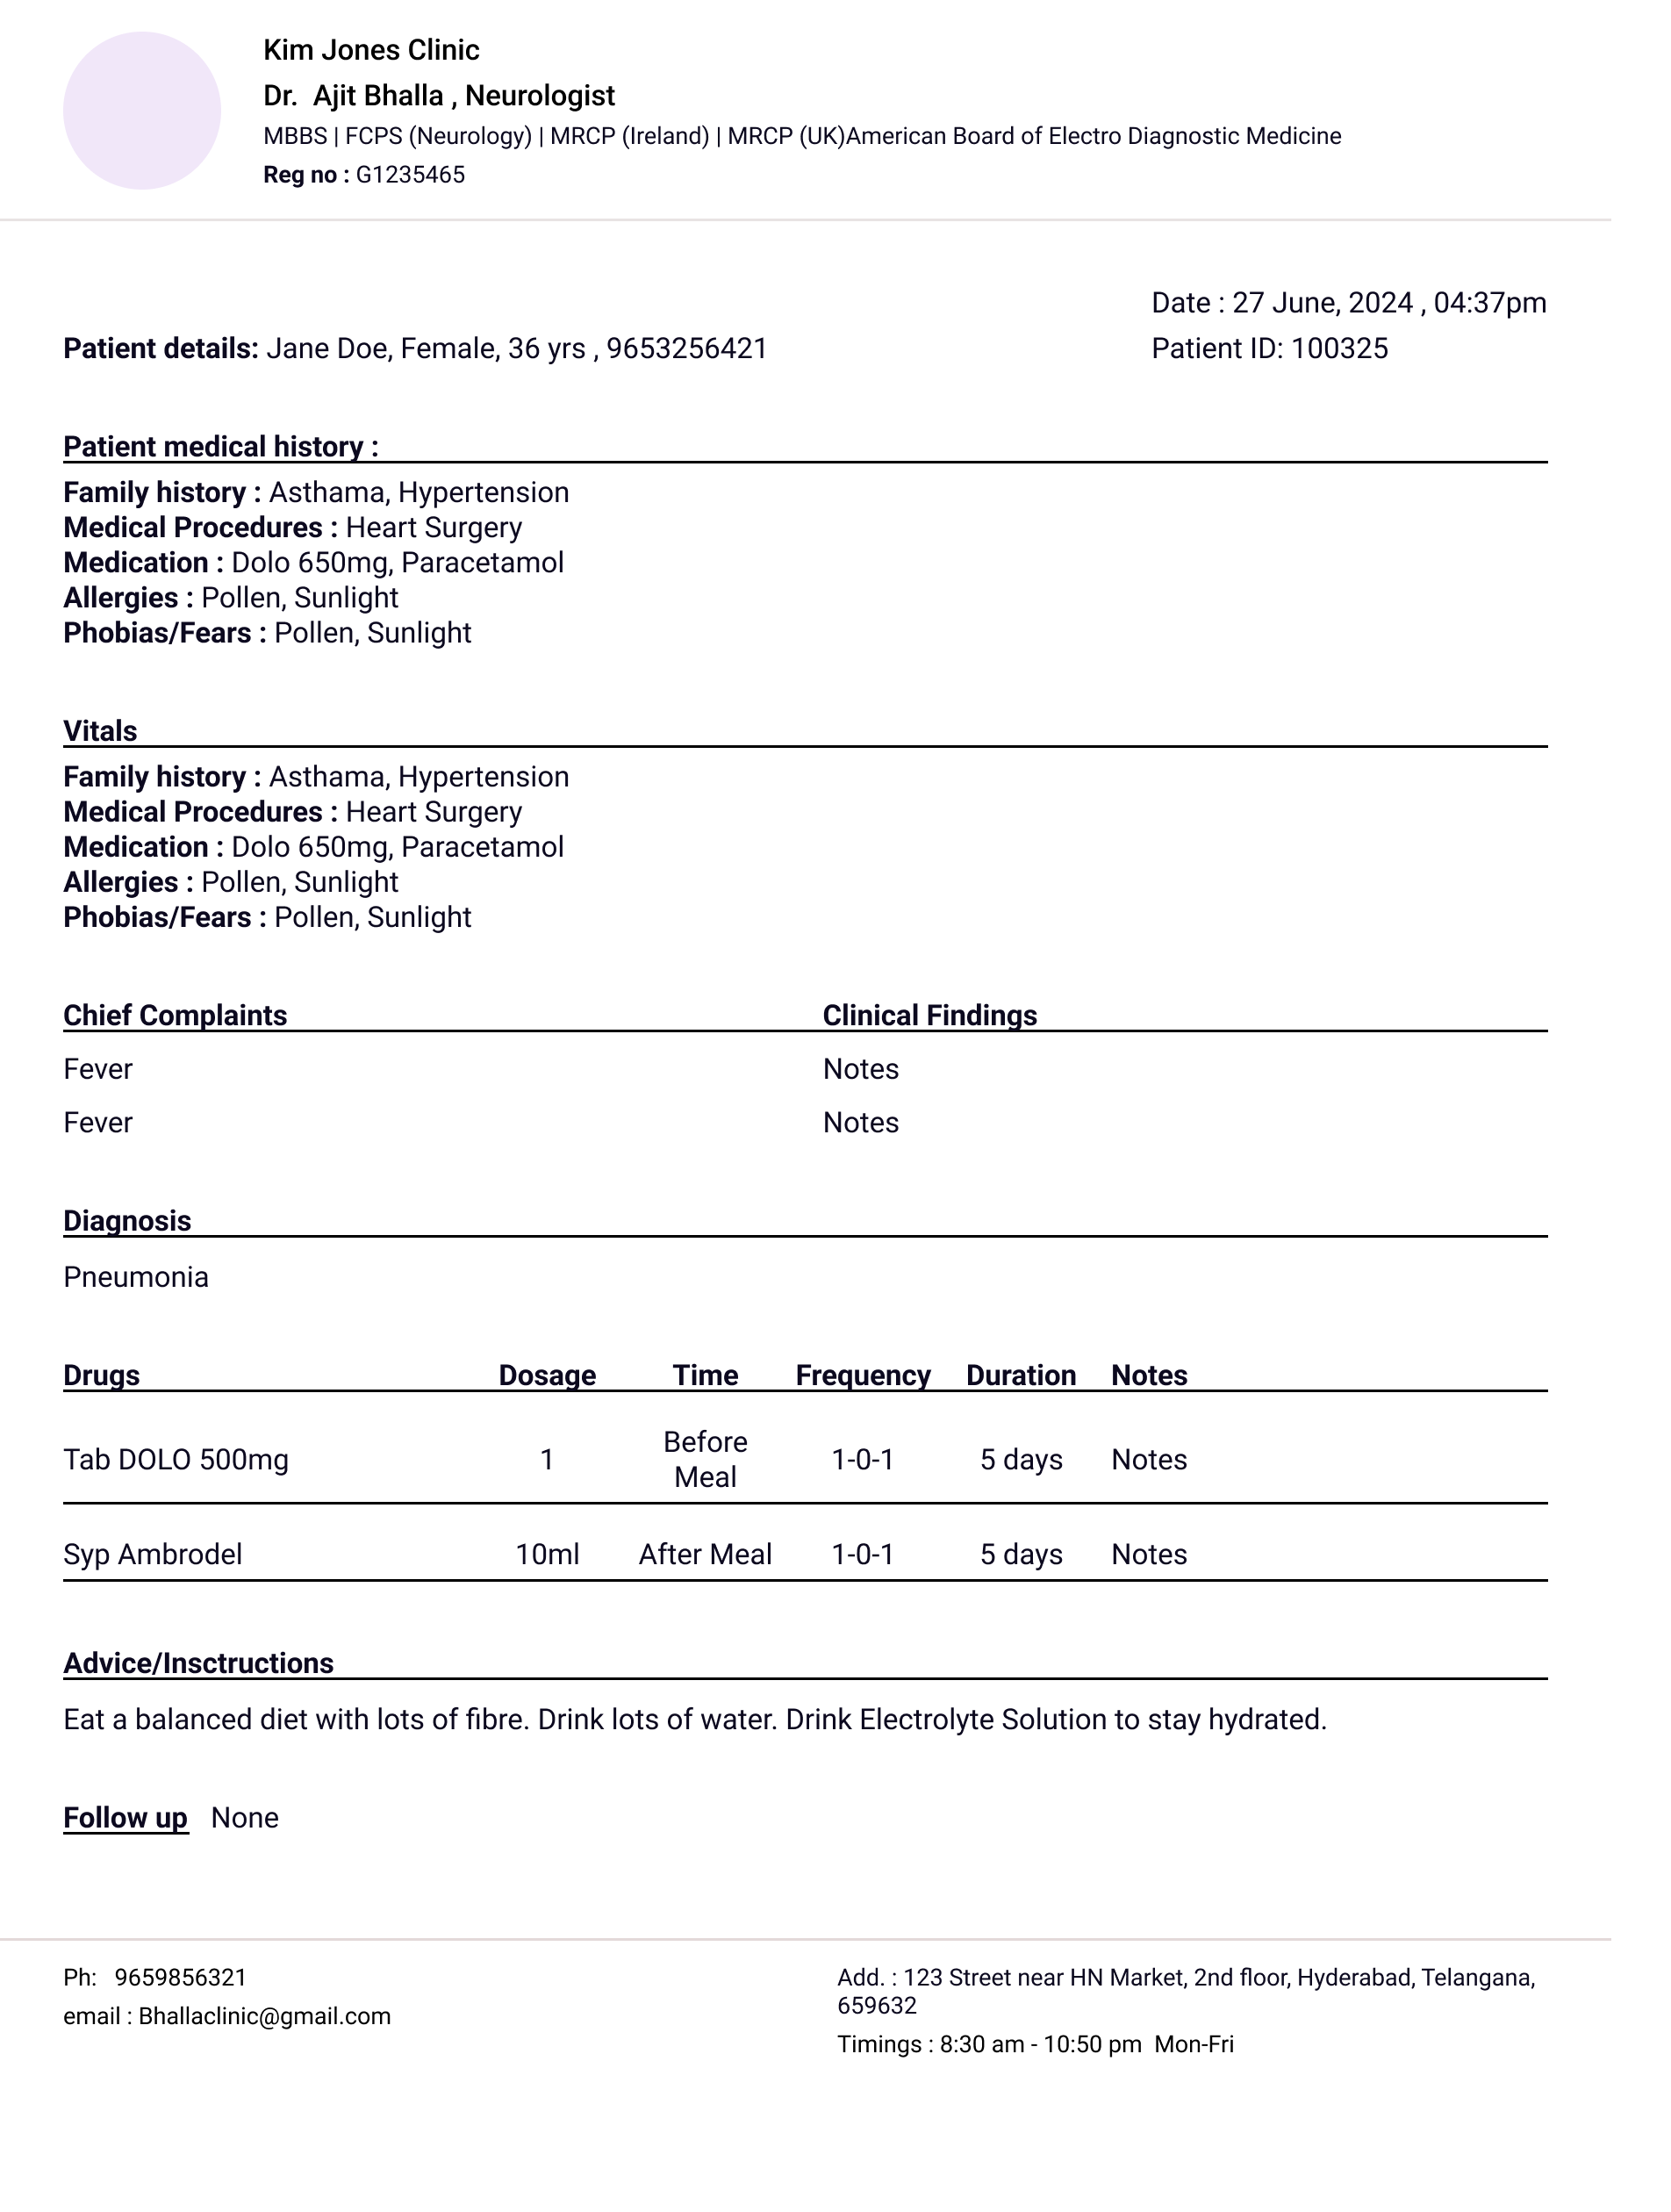 Kim Jones Clinic
Dr.  Ajit Bhalla , Neurologist
MBBS | FCPS (Neurology) | MRCP (Ireland) | MRCP (UK)American Board of Electro Diagnostic Medicine
Reg no : G1235465
Date : 27 June, 2024 , 04:37pm
Patient details: Jane Doe, Female, 36 yrs , 9653256421
Patient ID: 100325
Patient medical history :
Family history : Asthama, Hypertension
Medical Procedures : Heart Surgery
Medication : Dolo 650mg, Paracetamol
Allergies : Pollen, Sunlight
Phobias/Fears : Pollen, Sunlight
Vitals
Family history : Asthama, Hypertension
Medical Procedures : Heart Surgery
Medication : Dolo 650mg, Paracetamol
Allergies : Pollen, Sunlight
Phobias/Fears : Pollen, Sunlight
Chief Complaints Clinical Findings
Fever Notes
Fever Notes
Diagnosis
Pneumonia
Drugs Dosage Time Frequency Duration Notes
Tab DOLO 500mg 1 Before Meal 1-0-1 5 days Notes
Syp Ambrodel 10ml After Meal 1-0-1 5 days Notes
Advice/Insctructions
Eat a balanced diet with lots of fibre. Drink lots of water. Drink Electrolyte Solution to stay hydrated.
Follow up None
Ph: 9659856321
email : Bhallaclinic@gmail.com
Add. : 123 Street near HN Market, 2nd floor, Hyderabad, Telangana,
659632
Timings : 8:30 am - 10:50 pm  Mon-Fri